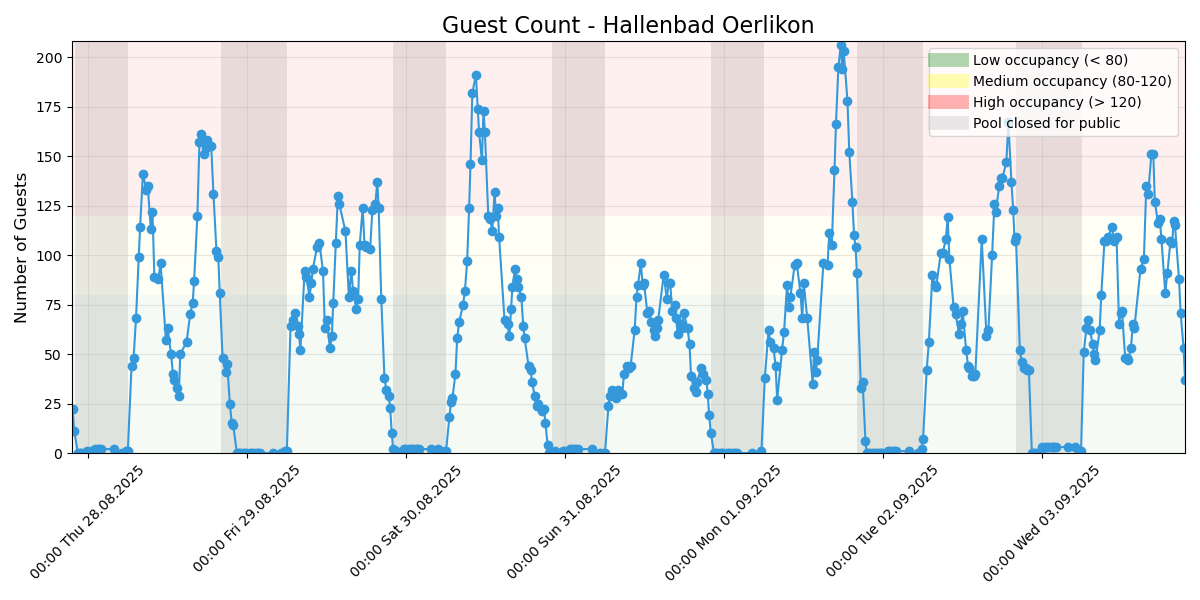 Guest Count - Hallenbad Oerlikon
Number of Guests
200
175
150
125
100
75
50
25
0
Low occupancy (< 80)
Medium occupancy (80-120)
High occupancy (> 120)
Pool closed for public
00:00 Thu 28.08.2025
00:00 Fri 29.08.2025
00:00 Sat 30.08.2025
00:00 Sun 31.08.2025
00:00 Mon 01.09.2025
00:00 Tue 02.09.2025
00:00 Wed 03.09.2025